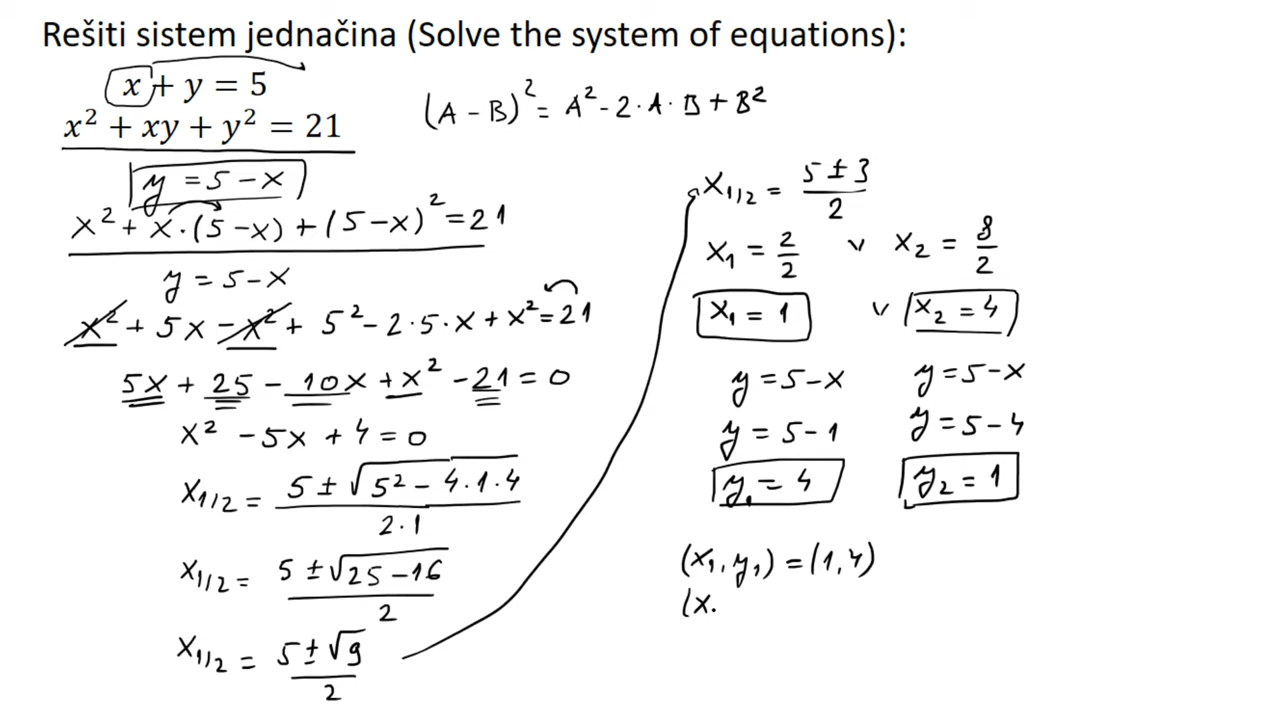 Rešiti sistem jednačina (Solve the system of equations):
x + y = 5
x² + xy + y² = 21
y = 5 - x
x² + x · (5 - x) + (5 - x)² = 21
y = 5 - x
x² + 5x - x² + 5² - 2 · 5 · x + x² = 21
5x + 25 - 10x + x² - 21 = 0
x² - 5x + 4 = 0
x₁/₂ = (5 ± √(5² - 4 · 1 · 4)) / (2 · 1)
x₁/₂ = (5 ± √(25 - 16)) / 2
x₁/₂ = (5 ± √9) / 2
(A - B)² = A² - 2 · A · B + B²
x₁/₂ = (5 ± 3) / 2
x₁ = 2/2 ∨ x₂ = 8/2
x₁ = 1 ∨ x₂ = 4
y = 5 - x y = 5 - x
y = 5 - 1 y = 5 - 4
y₁ = 4 y₂ = 1
(x₁, y₁) = (1, 4)
(x.